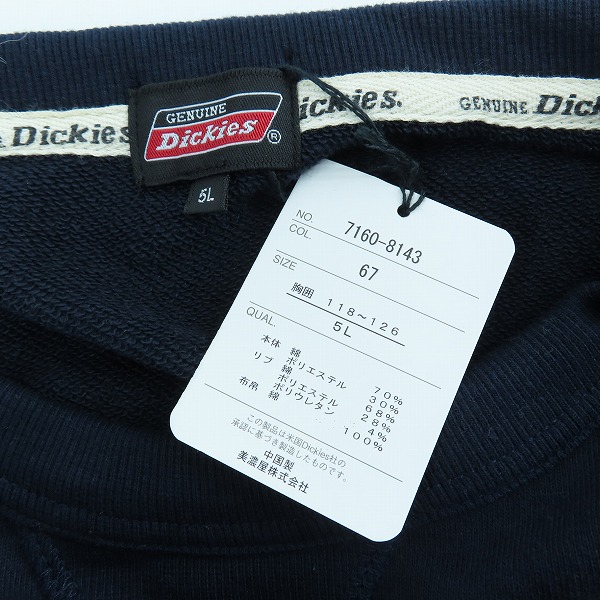 GENUINE Dickies
Dickies.
GENUINE Dickies
GENUINE
Dickies
®
5L
NO. 7160-8143
COL. 67
SIZE 胸囲 118～126
5L
QUAL.
本体 綿 70%
ポリエステル 30%
リブ 綿 68%
ポリエステル 28%
ポリウレタン 4%
布帛 綿 100%
この製品は米国Dickies社の
承認に基づき製造したものです。
中国製
美濃屋株式会社